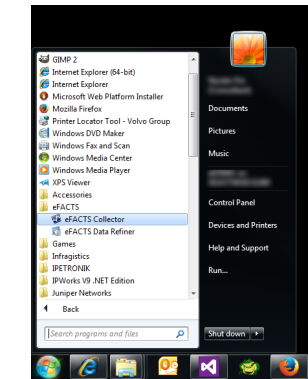 GIMP 2
Internet Explorer (64-bit)
Internet Explorer
Microsoft Web Platform Installer
Mozilla Firefox
Printer Locator Tool - Volvo Group
Windows DVD Maker
Windows Fax and Scan
Windows Media Center
Windows Media Player
XPS Viewer
Accessories
eFACTS
eFACTS Collector
eFACTS Data Refiner
Games
Infragistics
IPETRONIK
IPWorks V9 .NET Edition
Juniper Networks
Back
Search programs and files
Documents
Pictures
Music
Control Panel
Devices and Printers
Help and Support
Run...
Shut down